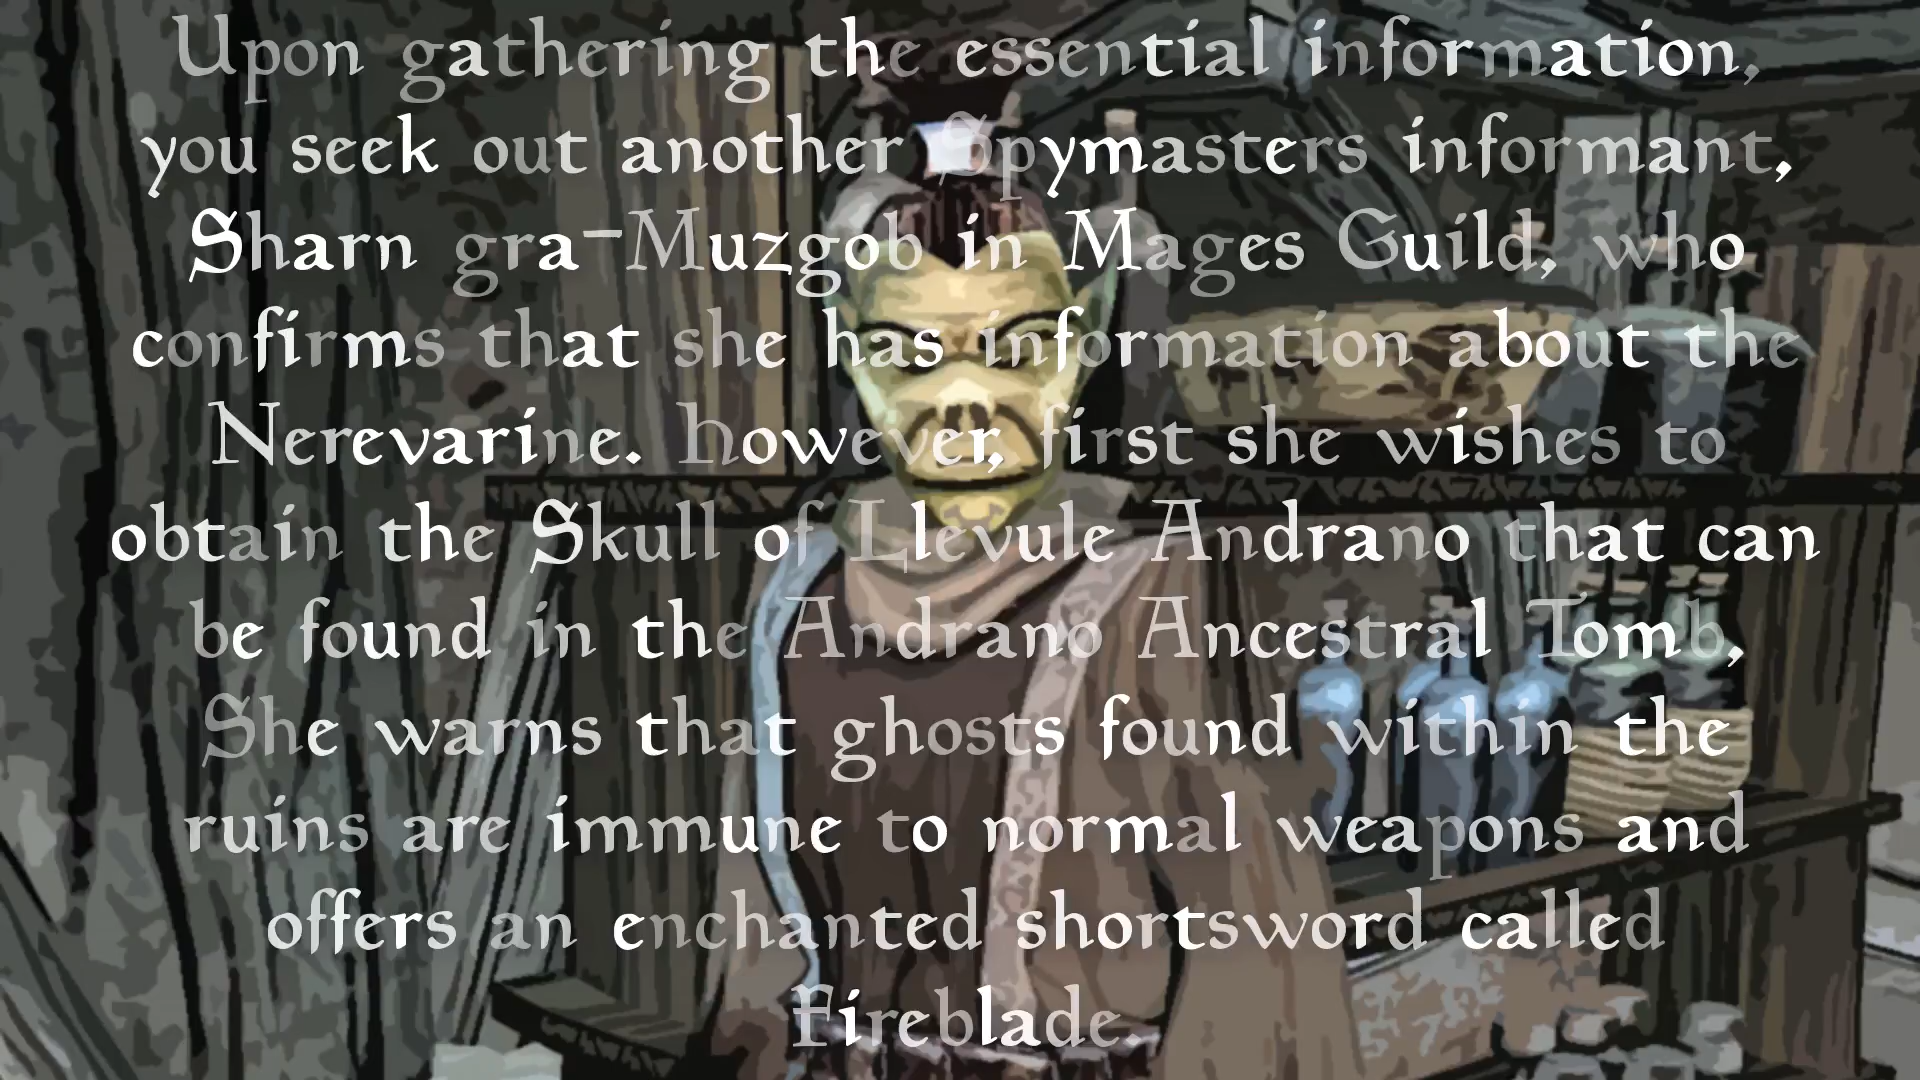 Upon gathering the essential information,
you seek out another Spymasters informant,
Sharn gra-Muzgob in Mages Guild, who
confirms that she has information about the
Nerevarine. However, first she wishes to
obtain the Skull of Llevule Andrano that can
be found in the Andrano Ancestral Tomb,
She warns that ghosts found within the
ruins are immune to normal weapons and
offers an enchanted shortsword called
Fireblade.